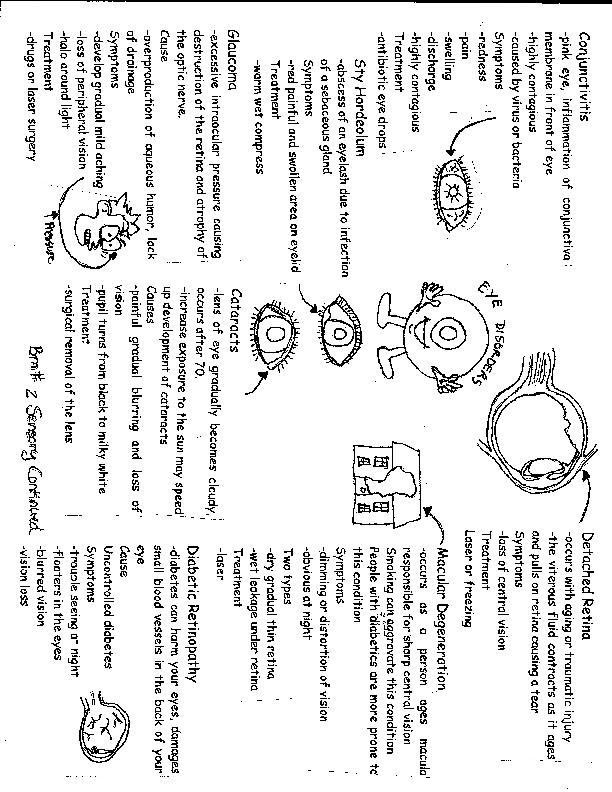 Conjunctivitis
-pink eye, inflammation of conjunctiva :
membrane in front of eye
-highly contagious
-caused by virus or bacteria
Symptoms
-redness
-pain
-swelling
-discharge
-highly contagious
Treatment
-antibiotic eye drops
Sty Hordeolum
-abscess of an eyelash due to infection
of a sebaceous gland
Symptoms
-red painful and swollen area on eyelid
Treatment
-warm wet compress
Glaucoma
-excessive intraocular pressure causing
destruction of the retina and atrophy of
the optic nerve.
Cause
-overproduction of aqueous humor, lack
of drainage
Symptoms
-develop gradual mild aching
-loss of peripheral vision
-halo around light
Treatment
-drugs or laser surgery
Pressure
EYE DISORDERS
Cataracts
-lens of eye gradually becomes cloudy,
occurs after 70.
-increase exposure to the sun may speed
up development of cataracts
Causes
-painful gradual blurring and loss of
vision
-pupil turns from black to milky white
Treatment
-surgical removal of the lens
2 Sensory Continued
Detached Retina
-occurs with aging or traumatic injury
-the viterous fluid contracts as it ages
and pulls on retina causing a tear
Symptoms
-loss of central vision
Treatment
Laser or freezing
Macular Degeneration
-occurs as a person ages macula
responsible for sharp central vision
Smoking can aggravate this condition
People with diabetics are more prone to
this condition
Symptoms
-dimming or distortion of vision
-obvious at night
Two types
-dry gradual thin retina
-wet leakage under retina
Treatment
-laser
Diabetic Retinopathy
-diabetes can harm your eyes, damages
small blood vessels in the back of your
eye
Cause
Uncontrolled diabetes
Symptoms
-trouble seeing at night
-floaters in the eyes
-blurred vision
-vision loss